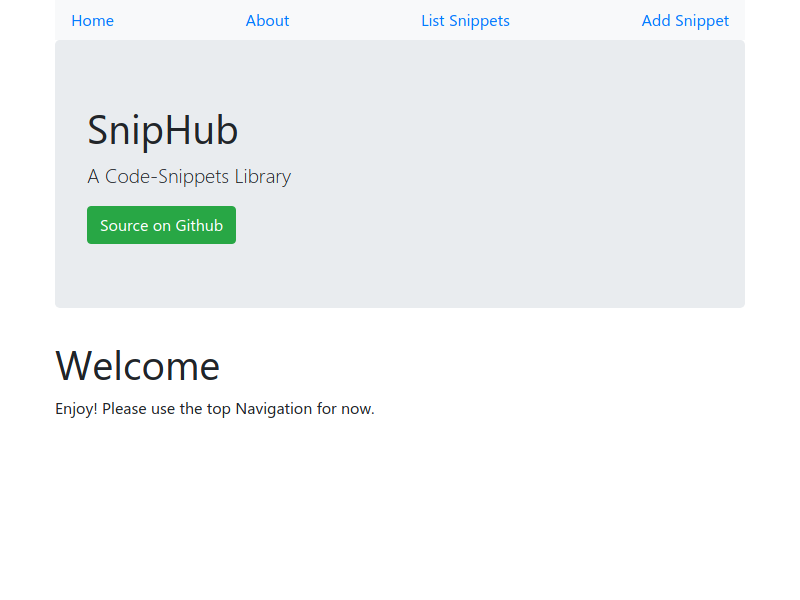 Home About List Snippets Add Snippet
SnipHub
A Code-Snippets Library
Source on Github
Welcome
Enjoy! Please use the top Navigation for now.